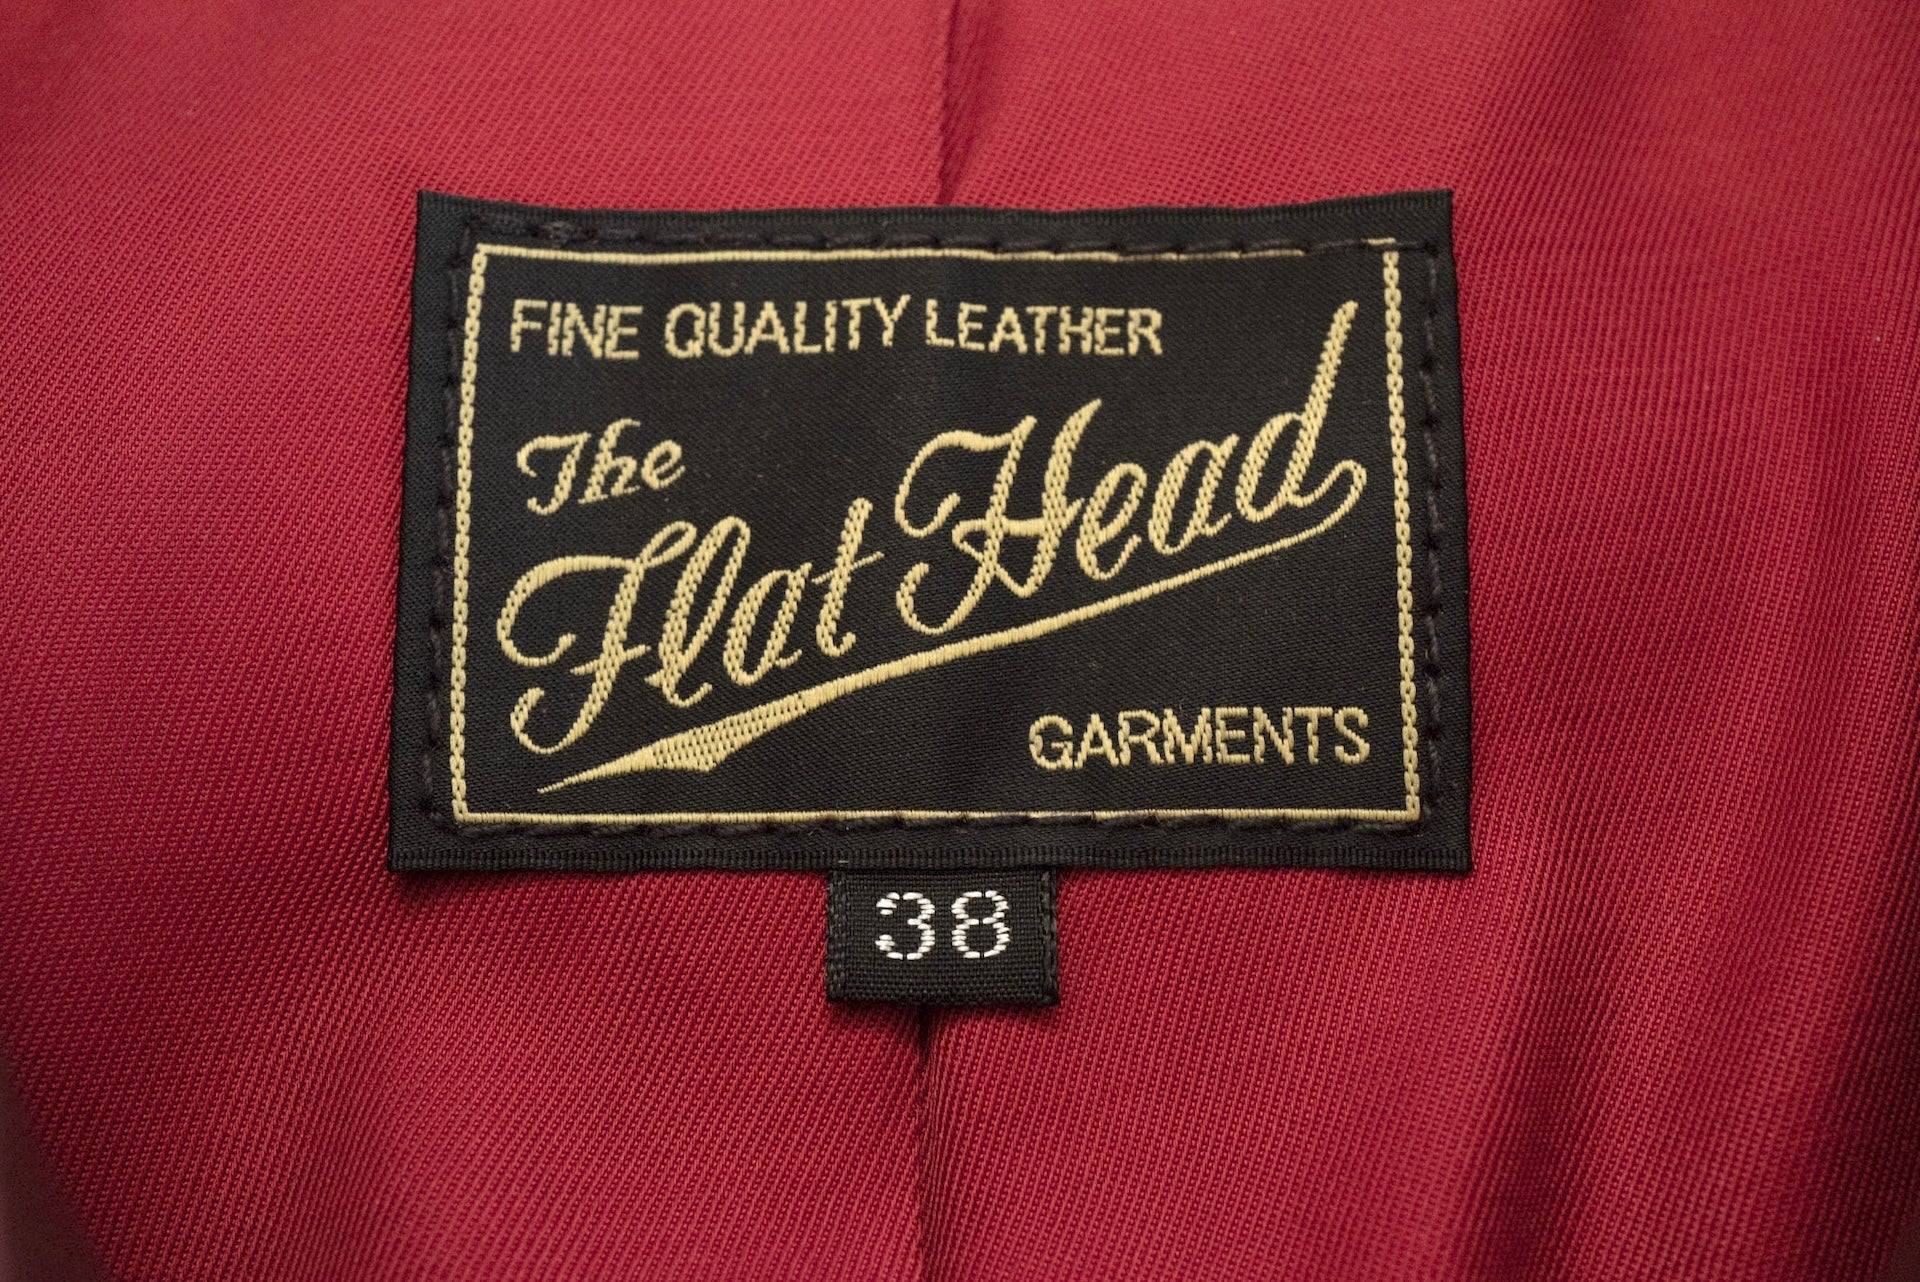 FINE QUALITY LEATHER
The
Flat Head
GARMENTS
38